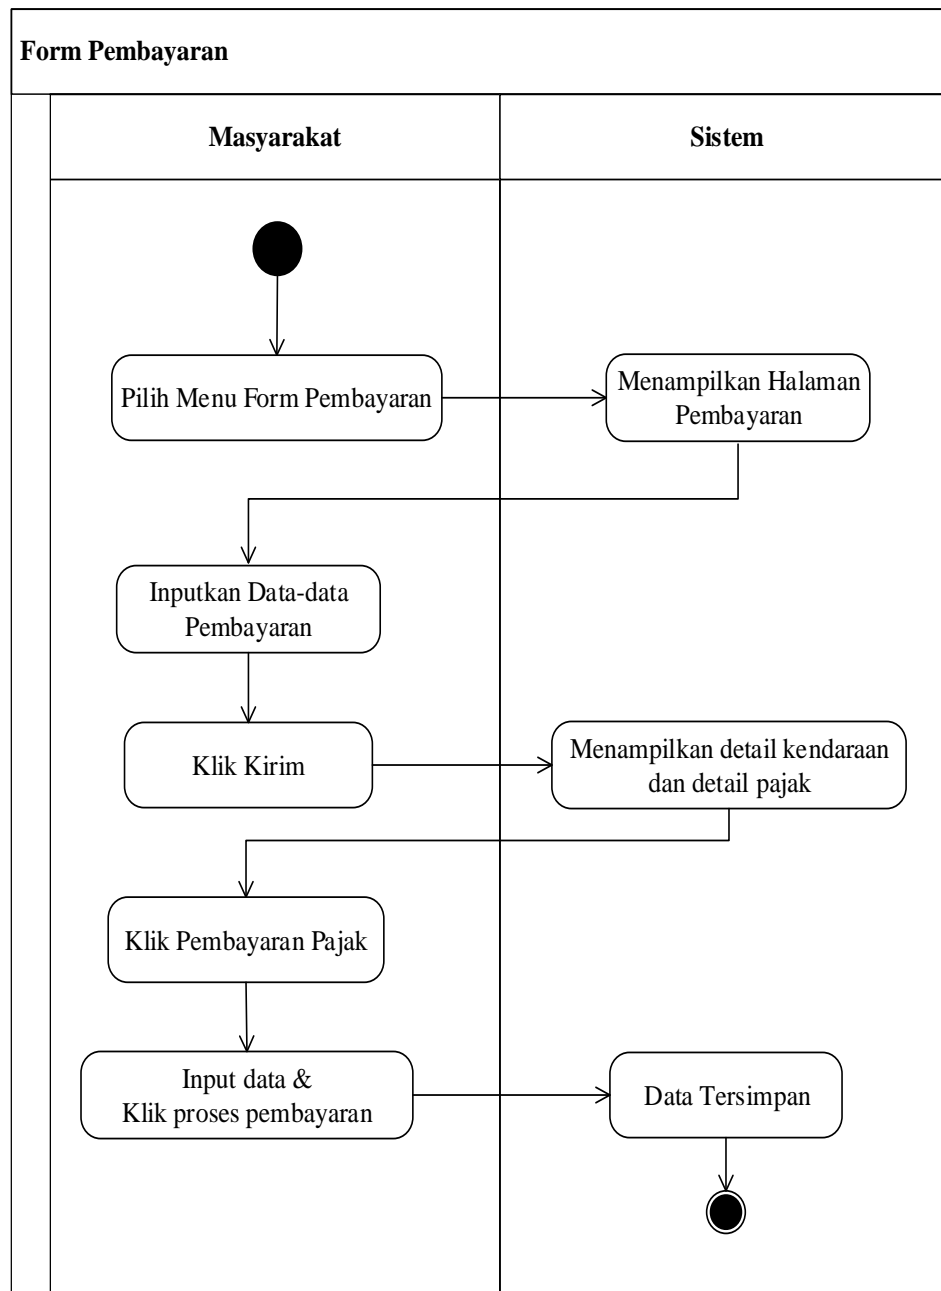 Form Pembayaran
Masyarakat
Sistem
Pilih Menu Form Pembayaran
Menampilkan Halaman
Pembayaran
Inputkan Data-data
Pembayaran
Klik Kirim
Menampilkan detail kendaraan
dan detail pajak
Klik Pembayaran Pajak
Input data &
Klik proses pembayaran
Data Tersimpan